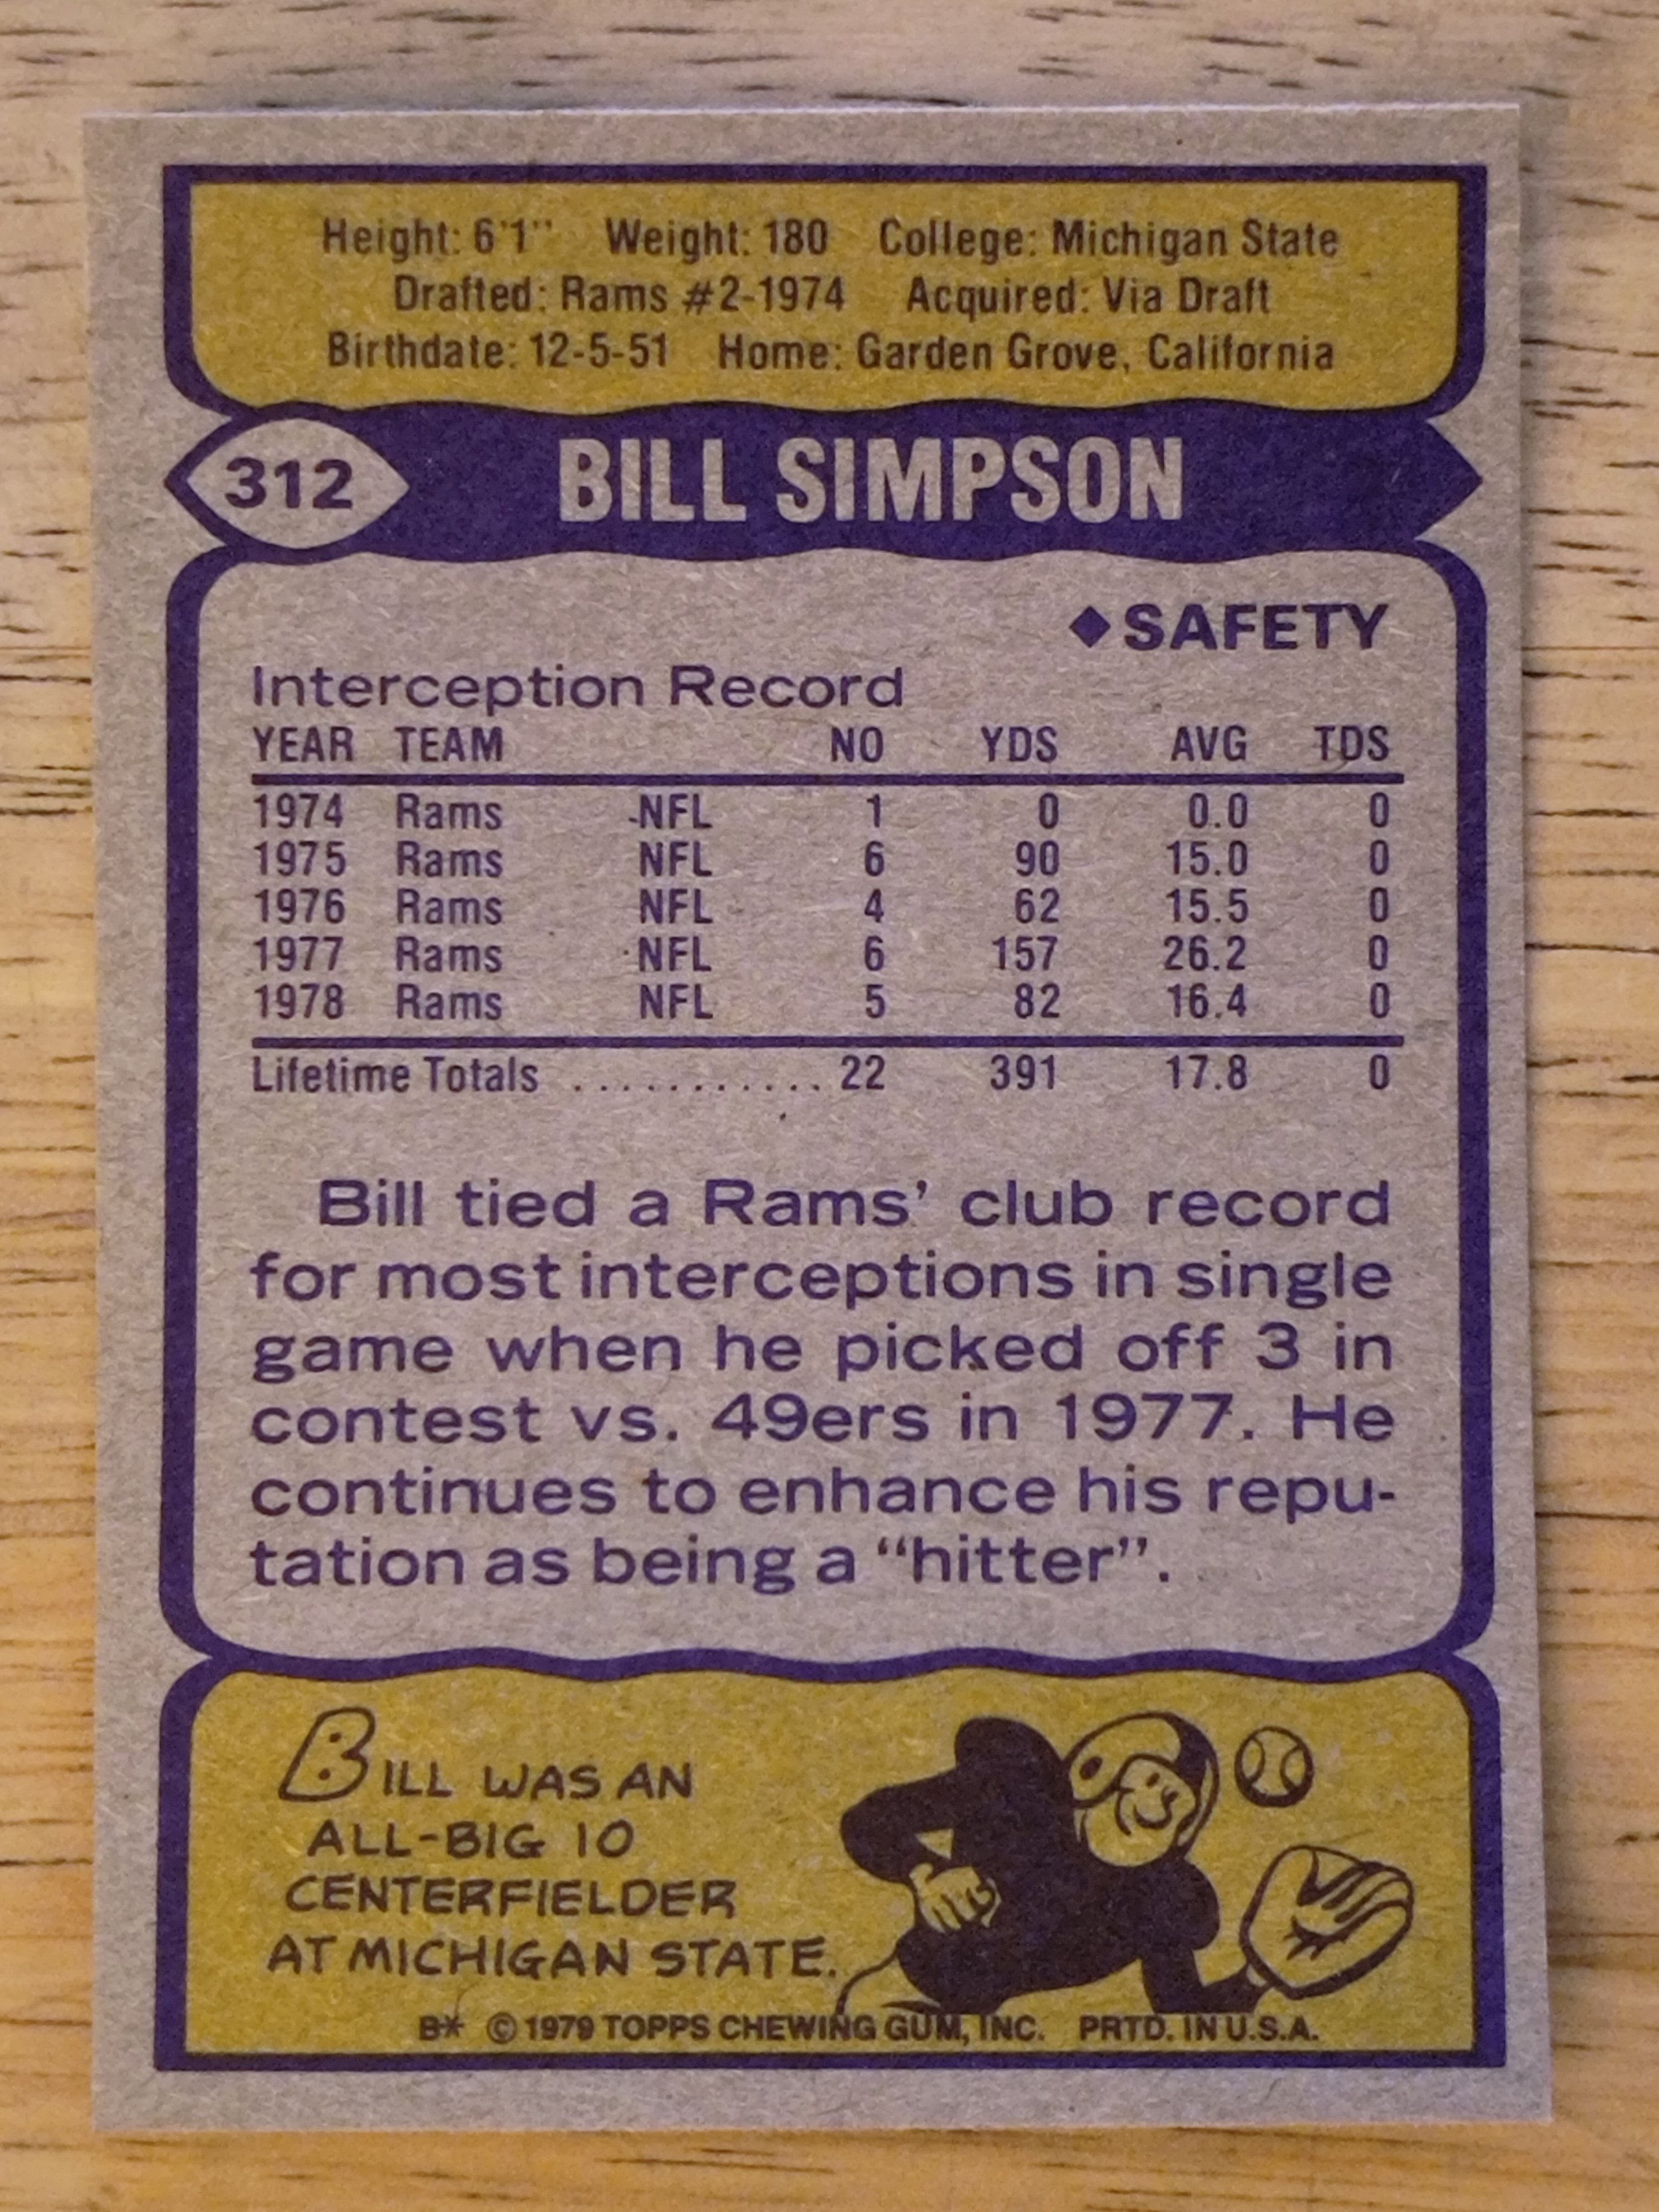 Height: 6'1" Weight: 180 College: Michigan State
Drafted: Rams #2-1974 Acquired: Via Draft
Birthdate: 12-5-51 Home: Garden Grove, California
312 BILL SIMPSON
◆SAFETY
Interception Record
YEAR TEAM NO YDS AVG TDS
1974 Rams NFL 1 0 0.0 0
1975 Rams NFL 6 90 15.0 0
1976 Rams NFL 4 62 15.5 0
1977 Rams NFL 6 157 26.2 0
1978 Rams NFL 5 82 16.4 0
Lifetime Totals ........... 22 391 17.8 0
Bill tied a Rams' club record
for most interceptions in single
game when he picked off 3 in
contest vs. 49ers in 1977. He
continues to enhance his repu-
tation as being a "hitter".
BILL WAS AN
ALL-BIG 10
CENTERFIELDER
AT MICHIGAN STATE.
B* © 1979 TOPPS CHEWING GUM, INC. PRTD. IN U.S.A.